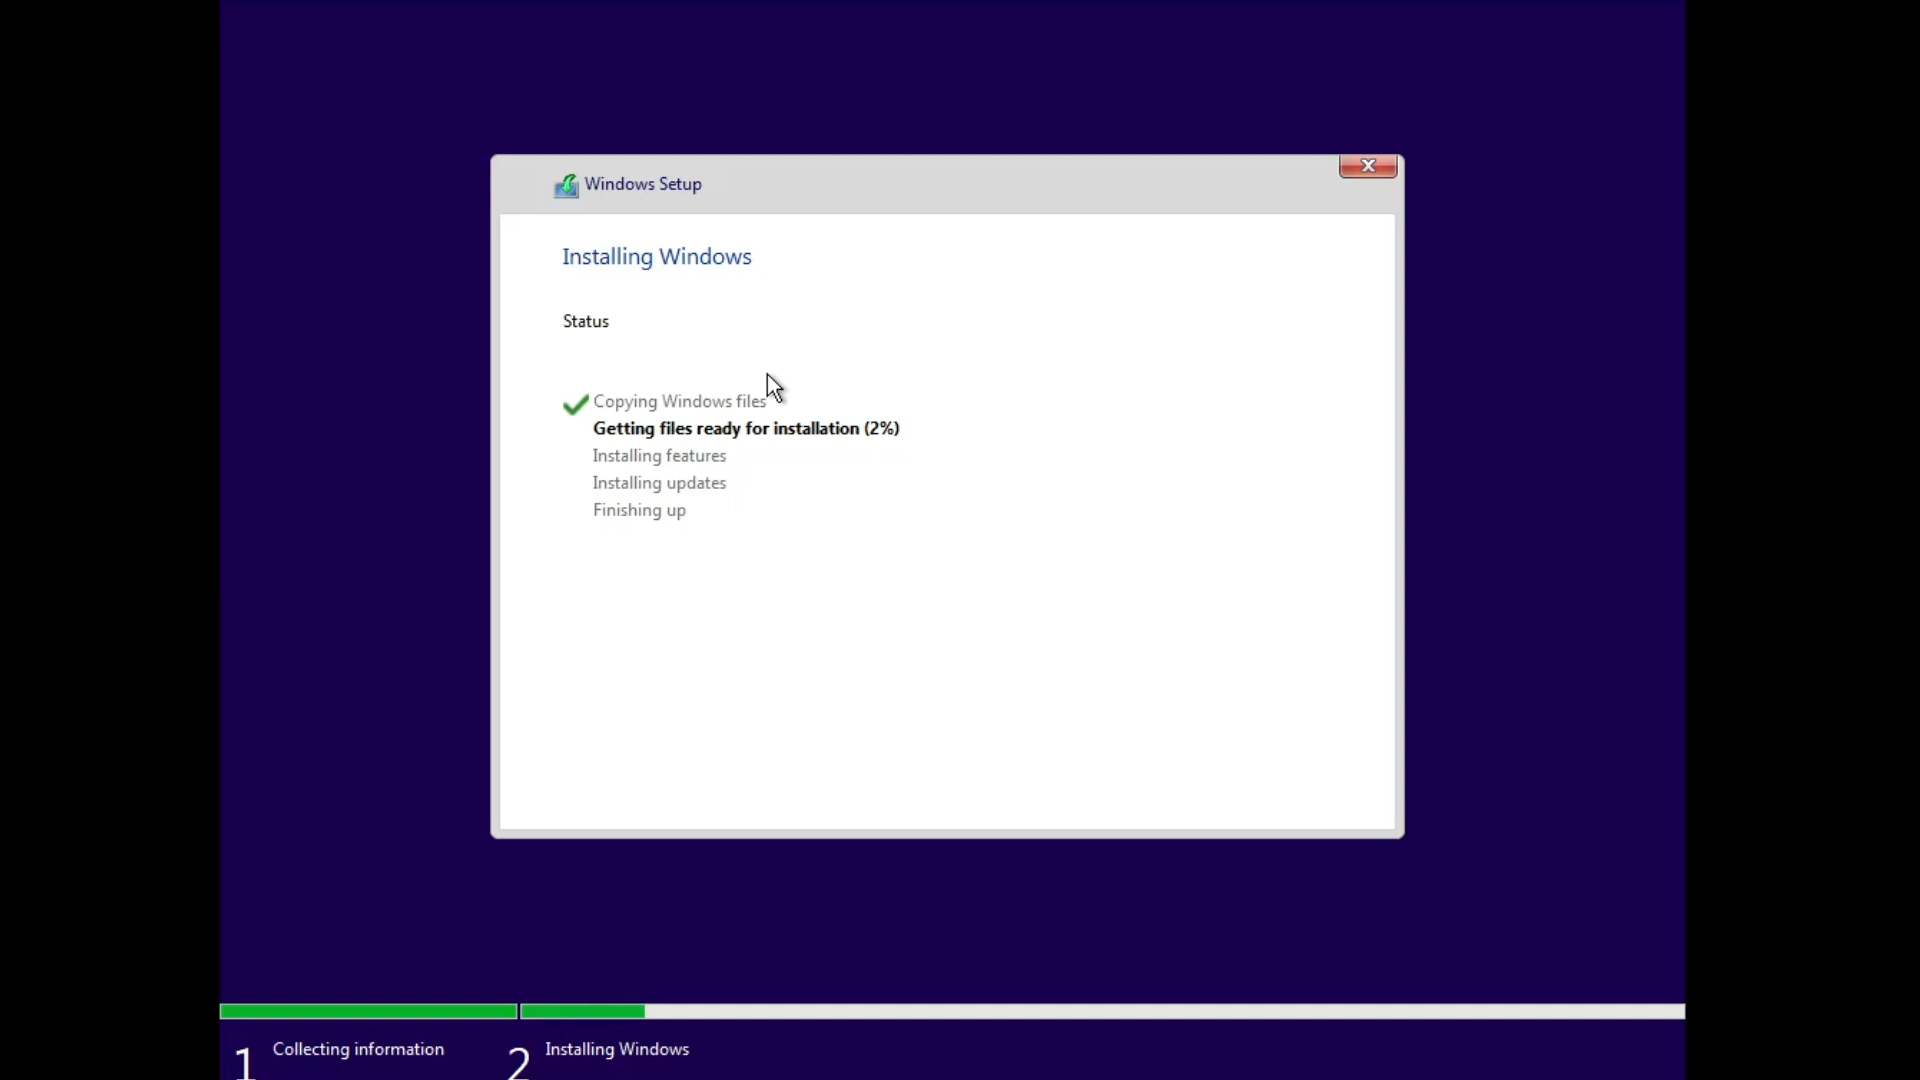 Windows Setup
Installing Windows
Status
Copying Windows files
Getting files ready for installation (2%)
Installing features
Installing updates
Finishing up
1 Collecting information
2 Installing Windows